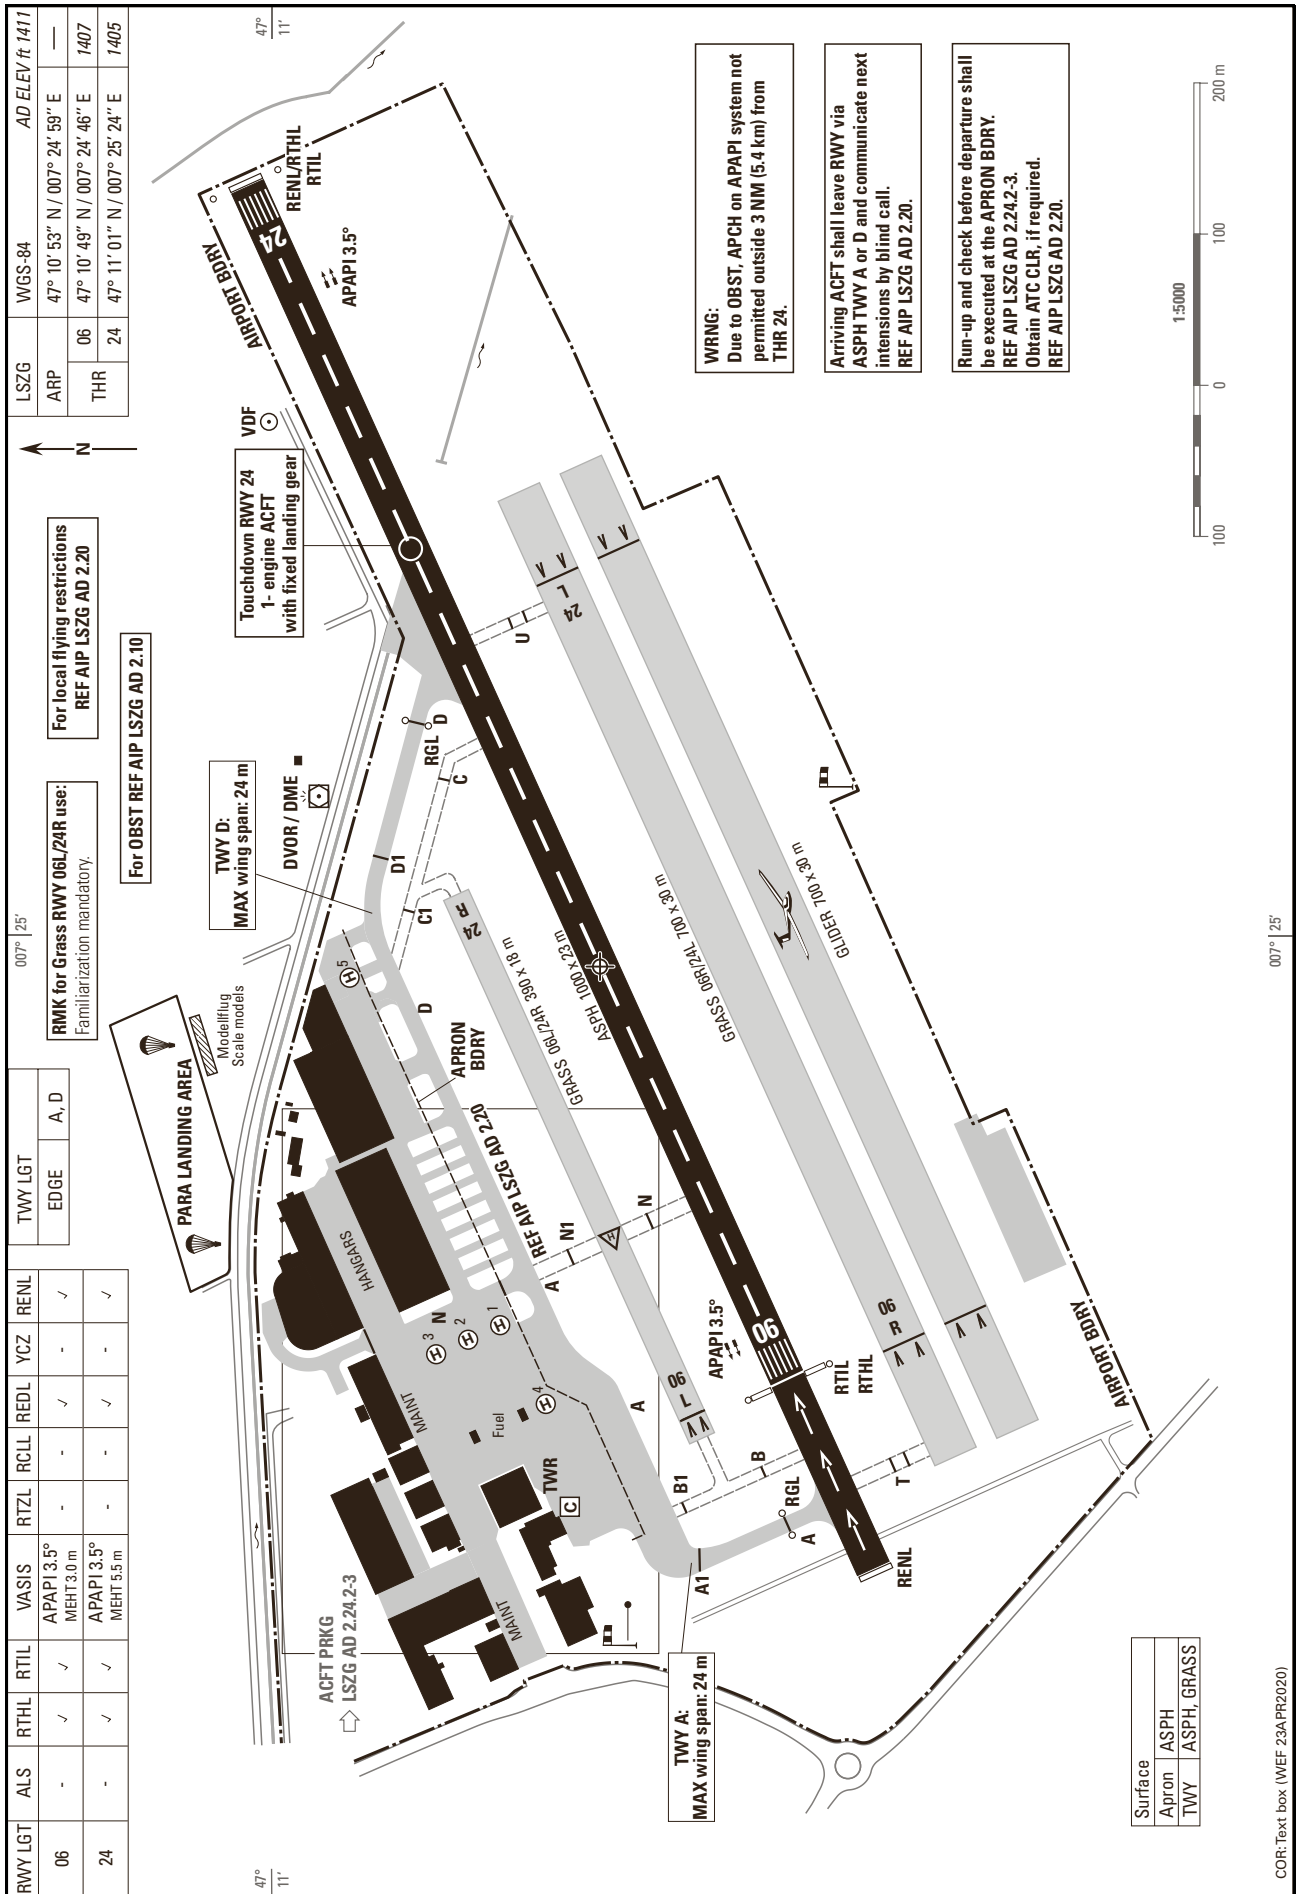 RWY LGT ALS RTHL RTIL VASIS RTZL RCLL REDL YCZ RENL
06 - ✓ ✓ APAPI 3.5° - - ✓ - ✓
MEHT 3.0 m
24 - ✓ ✓ APAPI 3.5° - - ✓ - ✓
MEHT 5.5 m
TWY LGT
EDGE A, D
LSZG WGS-84 AD ELEV ft 1411
ARP 47° 10' 53'' N / 007° 24' 59'' E —
THR 06 47° 10' 49'' N / 007° 24' 46'' E 1407
24 47° 11' 01'' N / 007° 25' 24'' E 1405
007° 25'
N
RMK for Grass RWY 06L/24R use:
Familiarization mandatory.
For local flying restrictions
REF AIP LSZG AD 2.20
For OBST REF AIP LSZG AD 2.10
47°
11'
47°
11'
PARA LANDING AREA
Modellflug
Scale models
TWY D:
MAX wing span: 24 m
DVOR / DME
Touchdown RWY 24
1- engine ACFT
with fixed landing gear
VDF
AIRPORT BDRY
24
RENL/RTHL
RTIL
APAPI 3.5°
ACFT PRKG
LSZG AD 2.24.2-3
HANGARS
MAINT
MAINT
Fuel
TWR
C
N
H 1
H 2
H 3
H 4
H 5
D
D1
RGL
D
C1
C
U
APRON
BDRY
REF AIP LSZG AD 2.20
24
R
GRASS 06L/24R 390 x 18 m
ASPH 1000 x 23 m
GRASS 06R/24L 700 x 30 m
GLIDER 700 x 30 m
24
L
A
N1
H
N
A
06
L
APAPI 3.5°
06
RTIL
RTHL
06
R
B1
B
RGL
A
A1
T
RENL
TWY A:
MAX wing span: 24 m
AIRPORT BDRY
WRNG:
Due to OBST, APCH on APAPI system not
permitted outside 3 NM (5.4 km) from
THR 24.
Arriving ACFT shall leave RWY via
ASPH TWY A or D and communicate next
intensions by blind call.
REF AIP LSZG AD 2.20.
Run-up and check before departure shall
be executed at the APRON BDRY.
REF AIP LSZG AD 2.24.2-3.
Obtain ATC CLR, if required.
REF AIP LSZG AD 2.20.
1:5000
100 0 100 200 m
Surface
Apron ASPH
TWY ASPH, GRASS
007° 25'
COR: Text box (WEF 23APR2020)